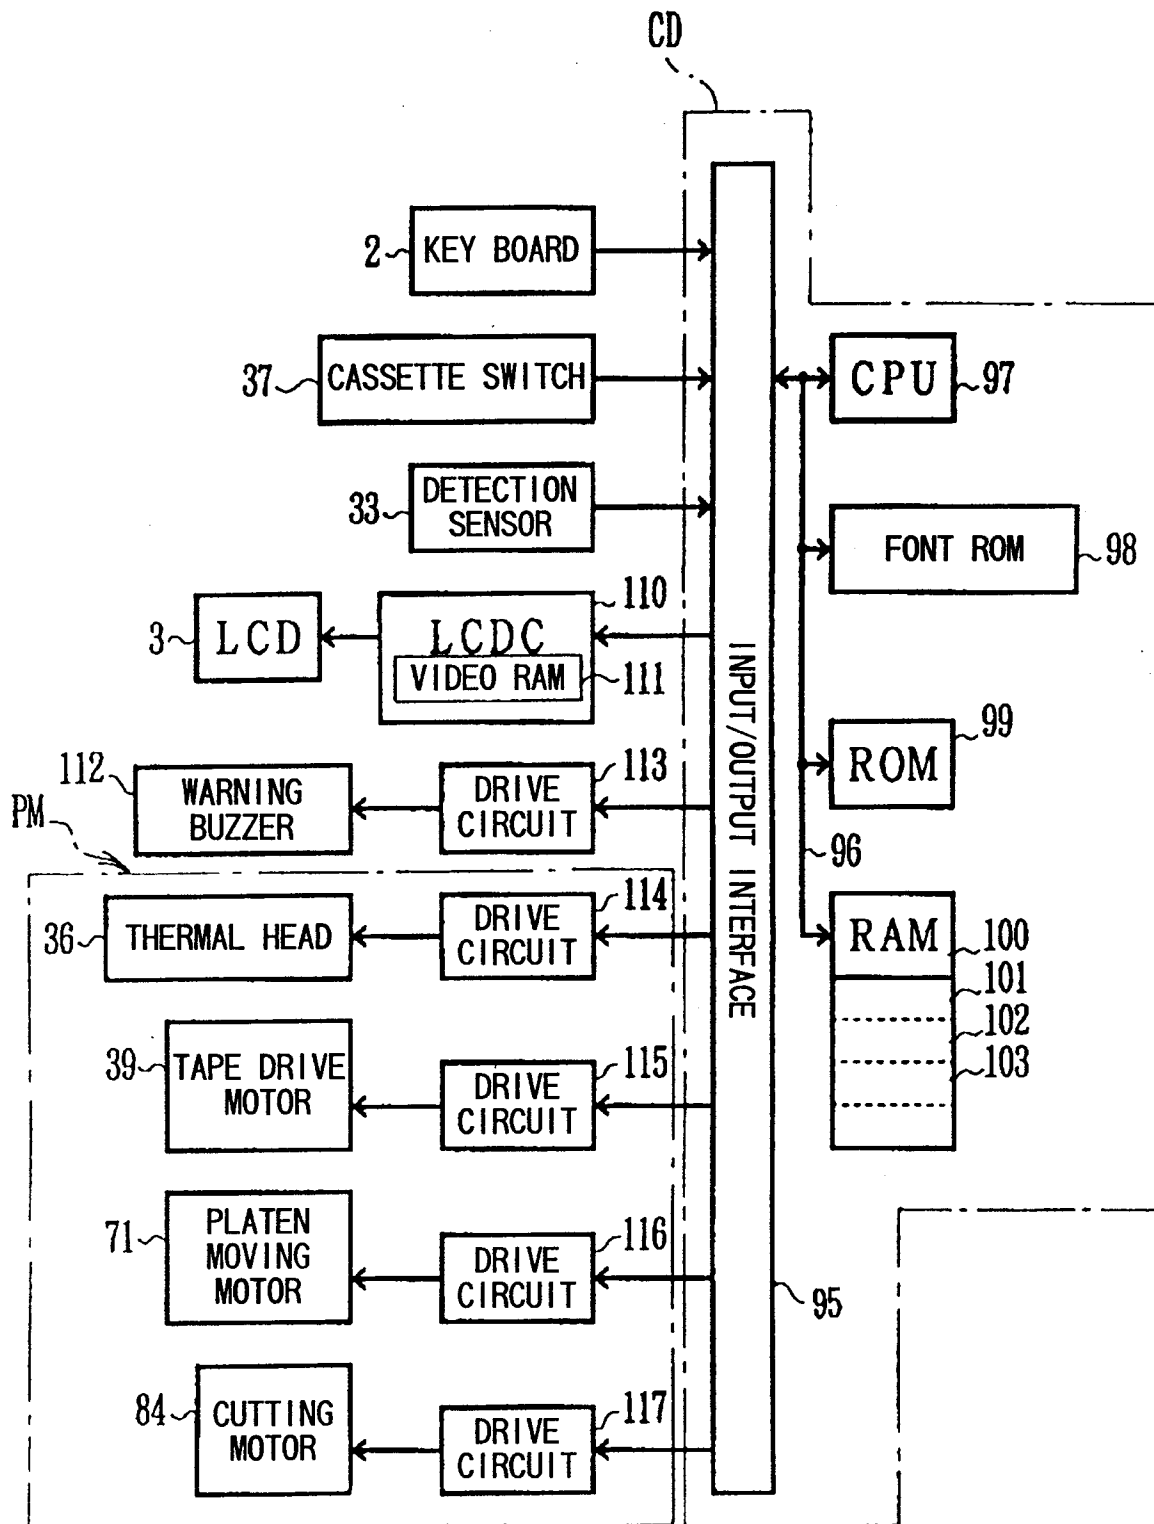 CD
2
KEY BOARD
37
CASSETTE SWITCH
CPU
97
33
DETECTION
SENSOR
FONT ROM
98
3
LCD
110
LCDC
VIDEO RAM
111
INPUT/OUTPUT INTERFACE
99
ROM
112
WARNING
BUZZER
113
DRIVE
CIRCUIT
96
PM
36
THERMAL HEAD
114
DRIVE
CIRCUIT
RAM
100
101
102
103
39
TAPE DRIVE
MOTOR
115
DRIVE
CIRCUIT
71
PLATEN
MOVING
MOTOR
116
DRIVE
CIRCUIT
95
84
CUTTING
MOTOR
117
DRIVE
CIRCUIT